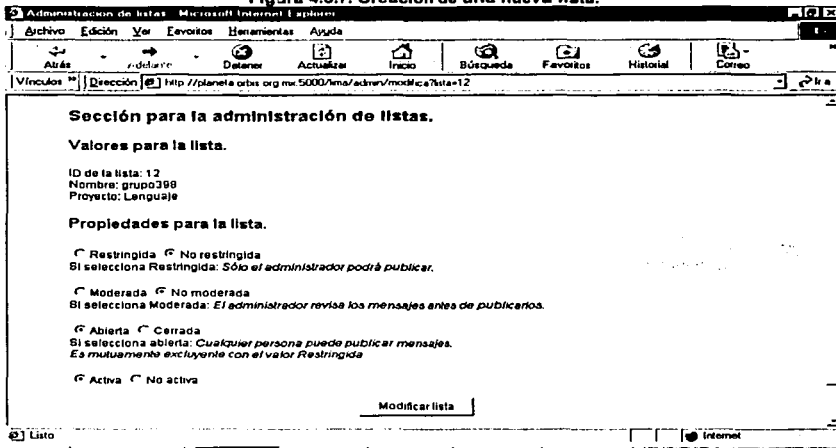 Figura 4.3.7. Creación de una nueva lista.
Administracion de listas - Microsoft Internet Explorer
Archivo Edición Ver Favoritos Herramientas Ayuda
Atrás Adelante Detener Actualizar Inicio Búsqueda Favoritos Historial Correo
Vínculos » Dirección http://planeta.orbis.org.mx:5000/lima/admin/modifica?lista=12
Sección para la administración de listas.
Valores para la lista.
ID de la lista: 12
Nombre: grupo398
Proyecto: Lenguaje
Propiedades para la lista.
Restringida No restringida
Si selecciona Restringida: Sólo el administrador podrá publicar.
Moderada No moderada
Si selecciona Moderada: El administrador revisa los mensajes antes de publicarlos.
Abierta Cerrada
Si selecciona abierta: Cualquier persona puede publicar mensajes.
Es mutuamente excluyente con el valor Restringida
Activa No activa
Modificar lista
Listo Internet